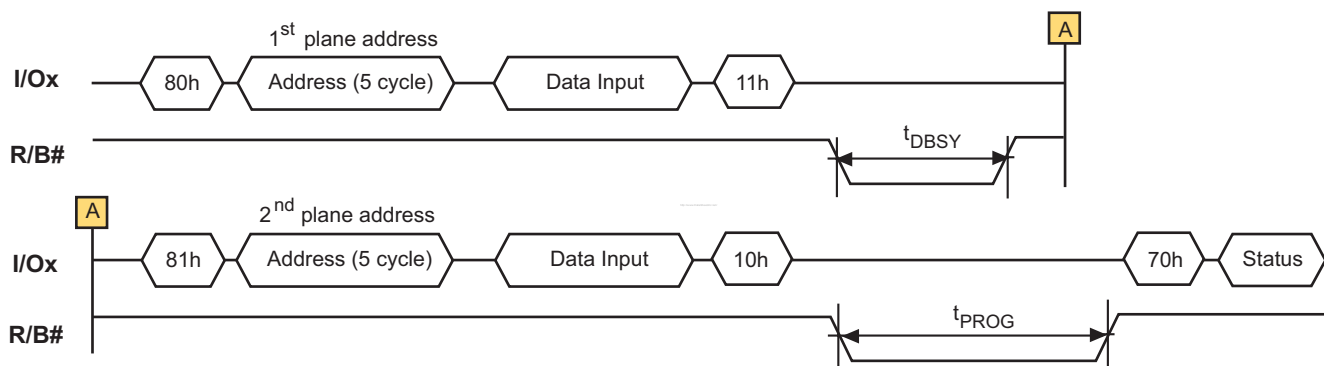 1st plane address
A
I/Ox
80h
Address (5 cycle)
Data Input
11h
R/B#
tDBSY
A
2nd plane address
I/Ox
81h
Address (5 cycle)
Data Input
10h
70h
Status
R/B#
tPROG